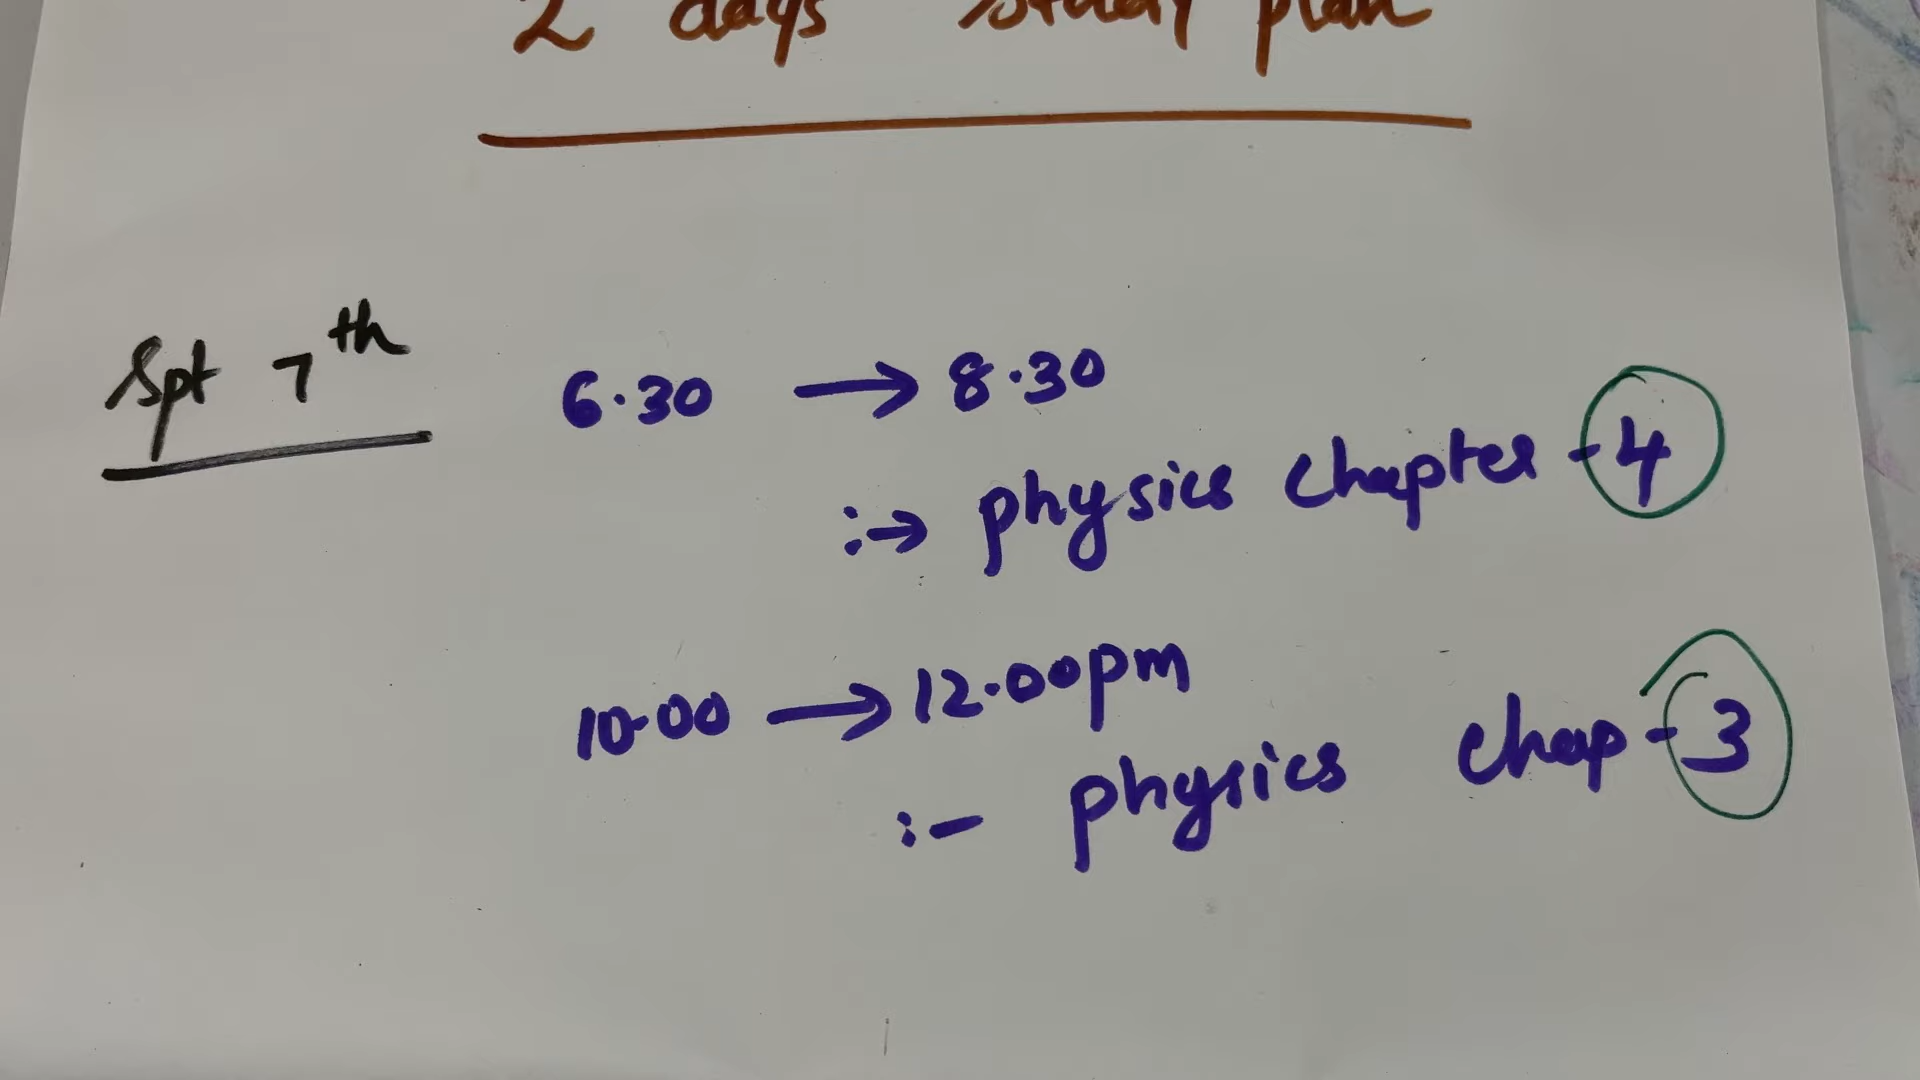 2 days study plan
Spt 7th
6.30 → 8.30
:→ physics chapter - 4
10.00 → 12.00pm
:- physics chap - 3